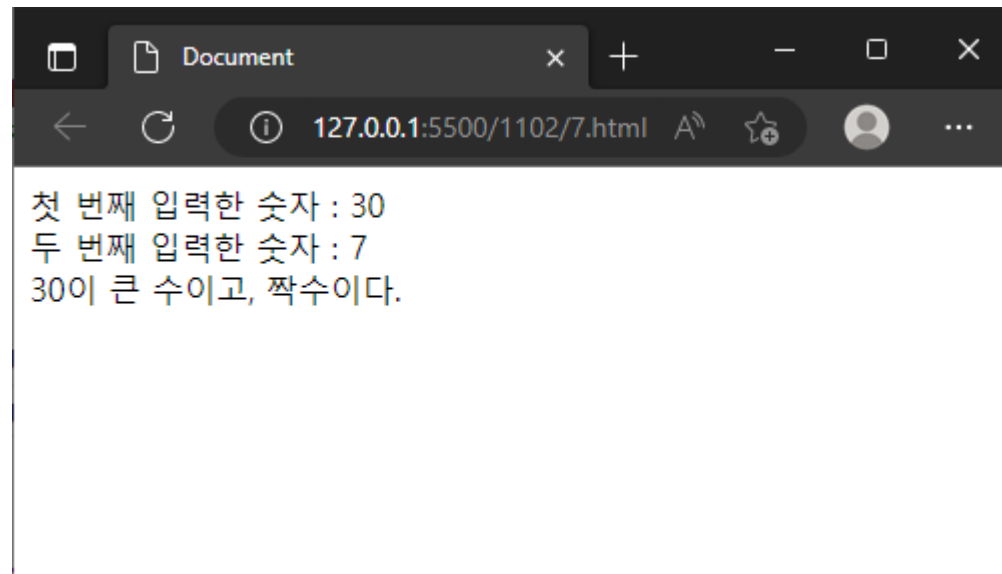 Document
127.0.0.1:5500/1102/7.html
첫 번째 입력한 숫자 : 30
두 번째 입력한 숫자 : 7
30이 큰 수이고, 짝수이다.